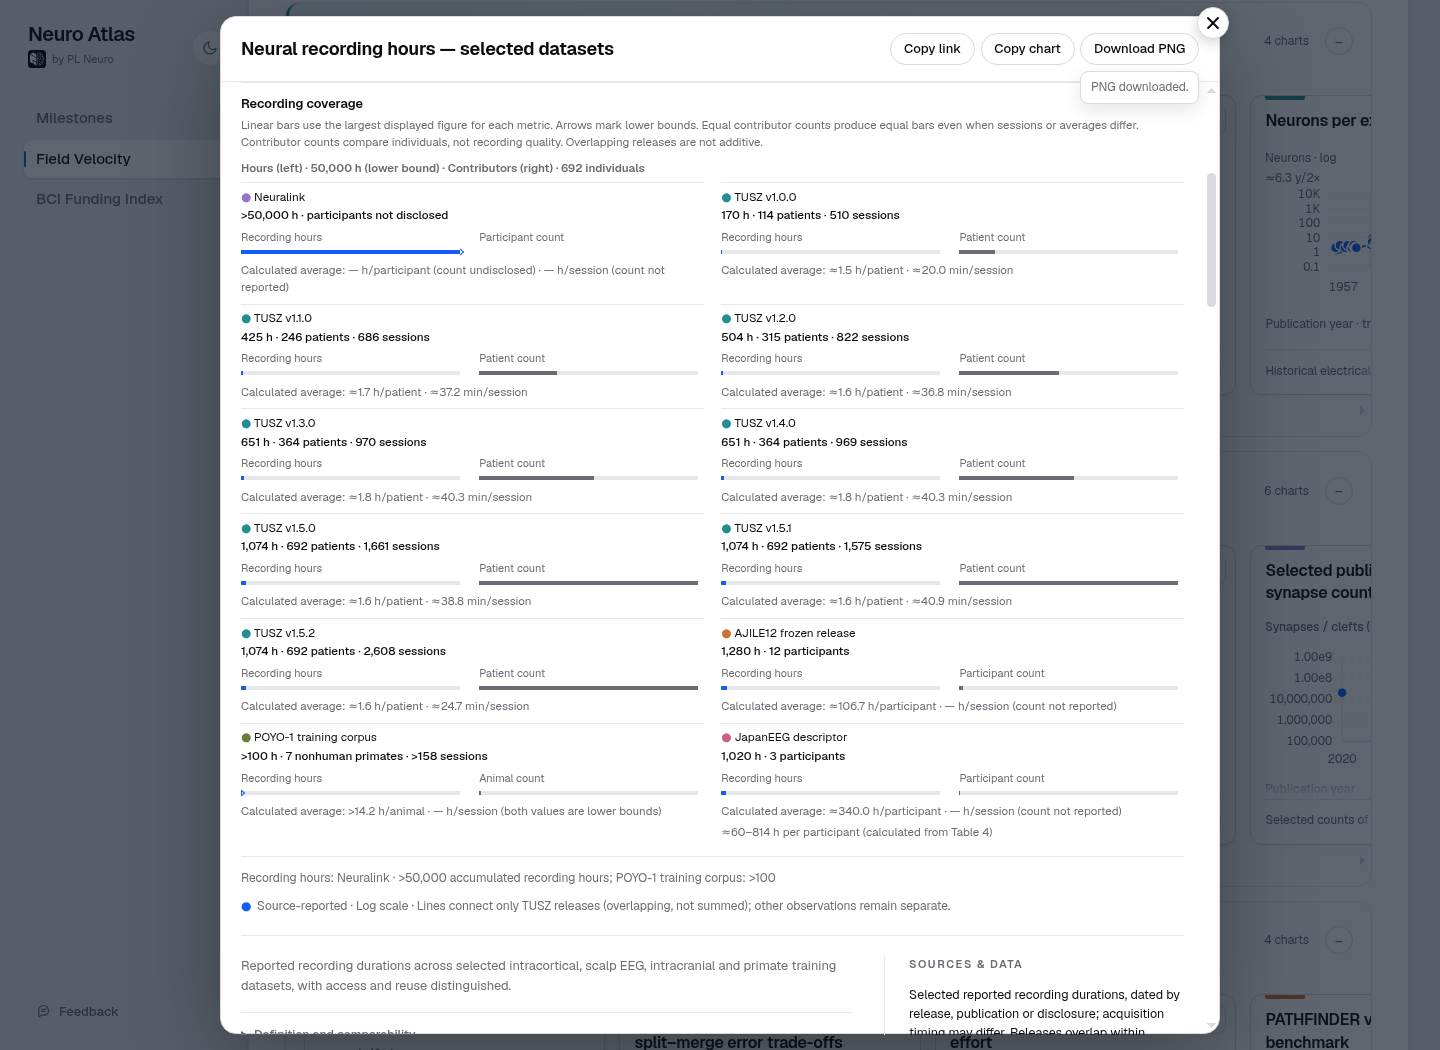 Neuro Atlas
by PL Neuro
Milestones
Field Velocity
BCI Funding Index
Feedback
Neural recording hours — selected datasets
Copy link
Copy chart
Download PNG
PNG downloaded.
Recording coverage
Linear bars use the largest displayed figure for each metric. Arrows mark lower bounds. Equal contributor counts produce equal bars even when sessions or averages differ.
Contributor counts compare individuals, not recording quality. Overlapping releases are not additive.
Hours (left) · 50,000 h (lower bound) · Contributors (right) · 692 individuals
Neuralink
>50,000 h · participants not disclosed
Recording hours
Participant count
Calculated average: — h/participant (count undisclosed) · — h/session (count not
reported)
TUSZ v1.0.0
170 h · 114 patients · 510 sessions
Recording hours
Patient count
Calculated average: ≈1.5 h/patient · ≈20.0 min/session
TUSZ v1.1.0
425 h · 246 patients · 686 sessions
Recording hours
Patient count
Calculated average: ≈1.7 h/patient · ≈37.2 min/session
TUSZ v1.2.0
504 h · 315 patients · 822 sessions
Recording hours
Patient count
Calculated average: ≈1.6 h/patient · ≈36.8 min/session
TUSZ v1.3.0
651 h · 364 patients · 970 sessions
Recording hours
Patient count
Calculated average: ≈1.8 h/patient · ≈40.3 min/session
TUSZ v1.4.0
651 h · 364 patients · 969 sessions
Recording hours
Patient count
Calculated average: ≈1.8 h/patient · ≈40.3 min/session
TUSZ v1.5.0
1,074 h · 692 patients · 1,661 sessions
Recording hours
Patient count
Calculated average: ≈1.6 h/patient · ≈38.8 min/session
TUSZ v1.5.1
1,074 h · 692 patients · 1,575 sessions
Recording hours
Patient count
Calculated average: ≈1.6 h/patient · ≈40.9 min/session
TUSZ v1.5.2
1,074 h · 692 patients · 2,608 sessions
Recording hours
Patient count
Calculated average: ≈1.6 h/patient · ≈24.7 min/session
AJILE12 frozen release
1,280 h · 12 participants
Recording hours
Participant count
Calculated average: ≈106.7 h/participant · — h/session (count not reported)
POYO-1 training corpus
>100 h · 7 nonhuman primates · >158 sessions
Recording hours
Animal count
Calculated average: >14.2 h/animal · — h/session (both values are lower bounds)
JapanEEG descriptor
1,020 h · 3 participants
Recording hours
Participant count
Calculated average: ≈340.0 h/participant · — h/session (count not reported)
≈60–814 h per participant (calculated from Table 4)
Recording hours: Neuralink · >50,000 accumulated recording hours; POYO-1 training corpus: >100
Source-reported · Log scale · Lines connect only TUSZ releases (overlapping, not summed); other observations remain separate.
Reported recording durations across selected intracortical, scalp EEG, intracranial and primate training
datasets, with access and reuse distinguished.
Definition and comparability
SOURCES & DATA
Selected reported recording durations, dated by
release, publication or disclosure; acquisition
timing may differ. Releases overlap within
4 charts
Neurons per
Neurons · log
≈6.3 y/2×
10K
1K
100
10
1
0.1
1957
Publication year ·
Historical
6 charts
Selected
synapse
Synapses / clefts (
1.00e9
1.00e8
10,000,000
1,000,000
100,000
2020
Publication year
Selected counts of
4 charts
PATHFINDER
benchmark
split–merge error trade-offs
effort